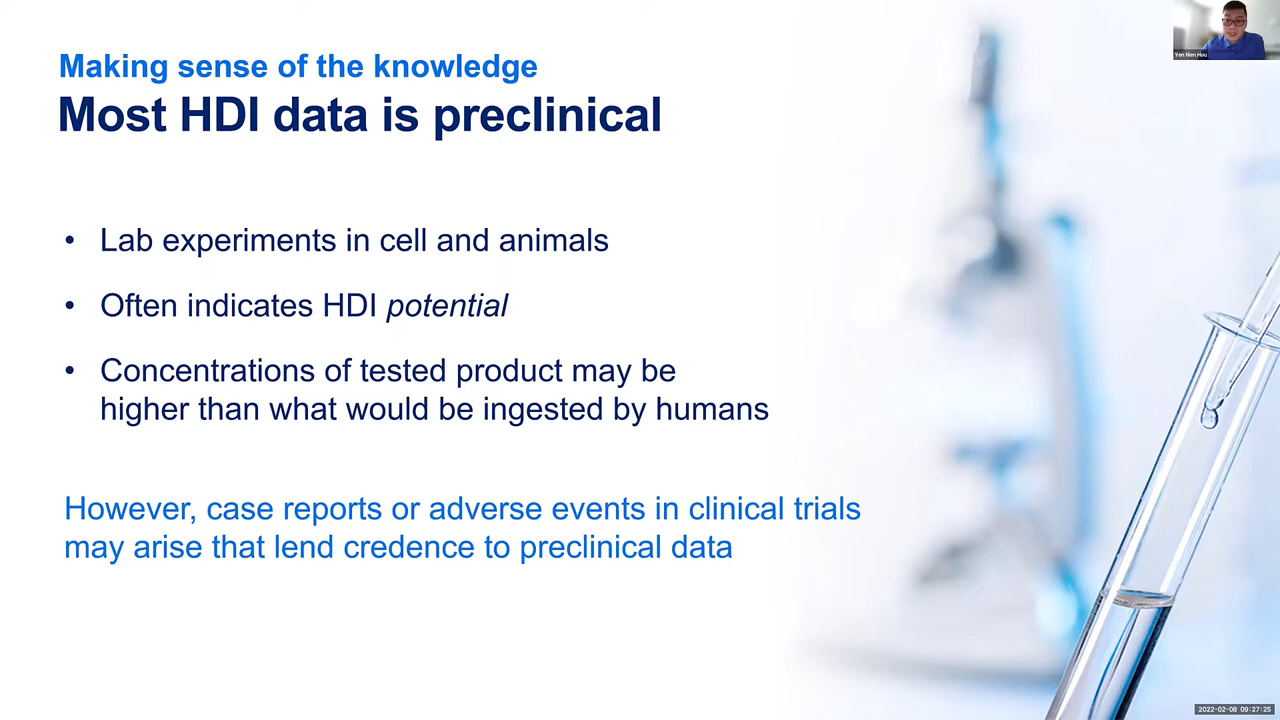 Making sense of the knowledge
Most HDI data is preclinical
• Lab experiments in cell and animals
• Often indicates HDI potential
• Concentrations of tested product may be
higher than what would be ingested by humans
However, case reports or adverse events in clinical trials
may arise that lend credence to preclinical data
Yen Nien Hou
2022-02-08 09:27:25